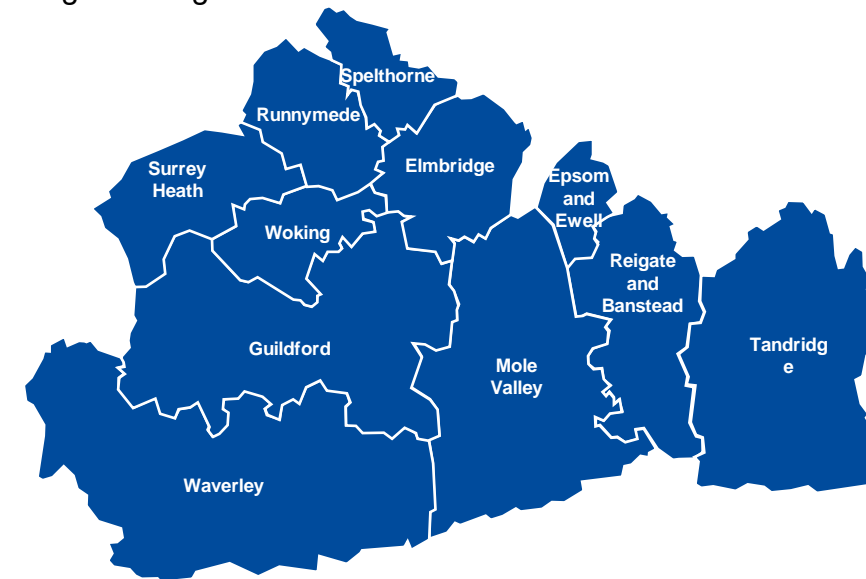 Spelthorne
Runnymede
Elmbridge
Surrey
Heath
Epsom
and
Ewell
Woking
Reigate
and
Banstead
Guildford
Mole
Valley
Tandridg
e
Waverley